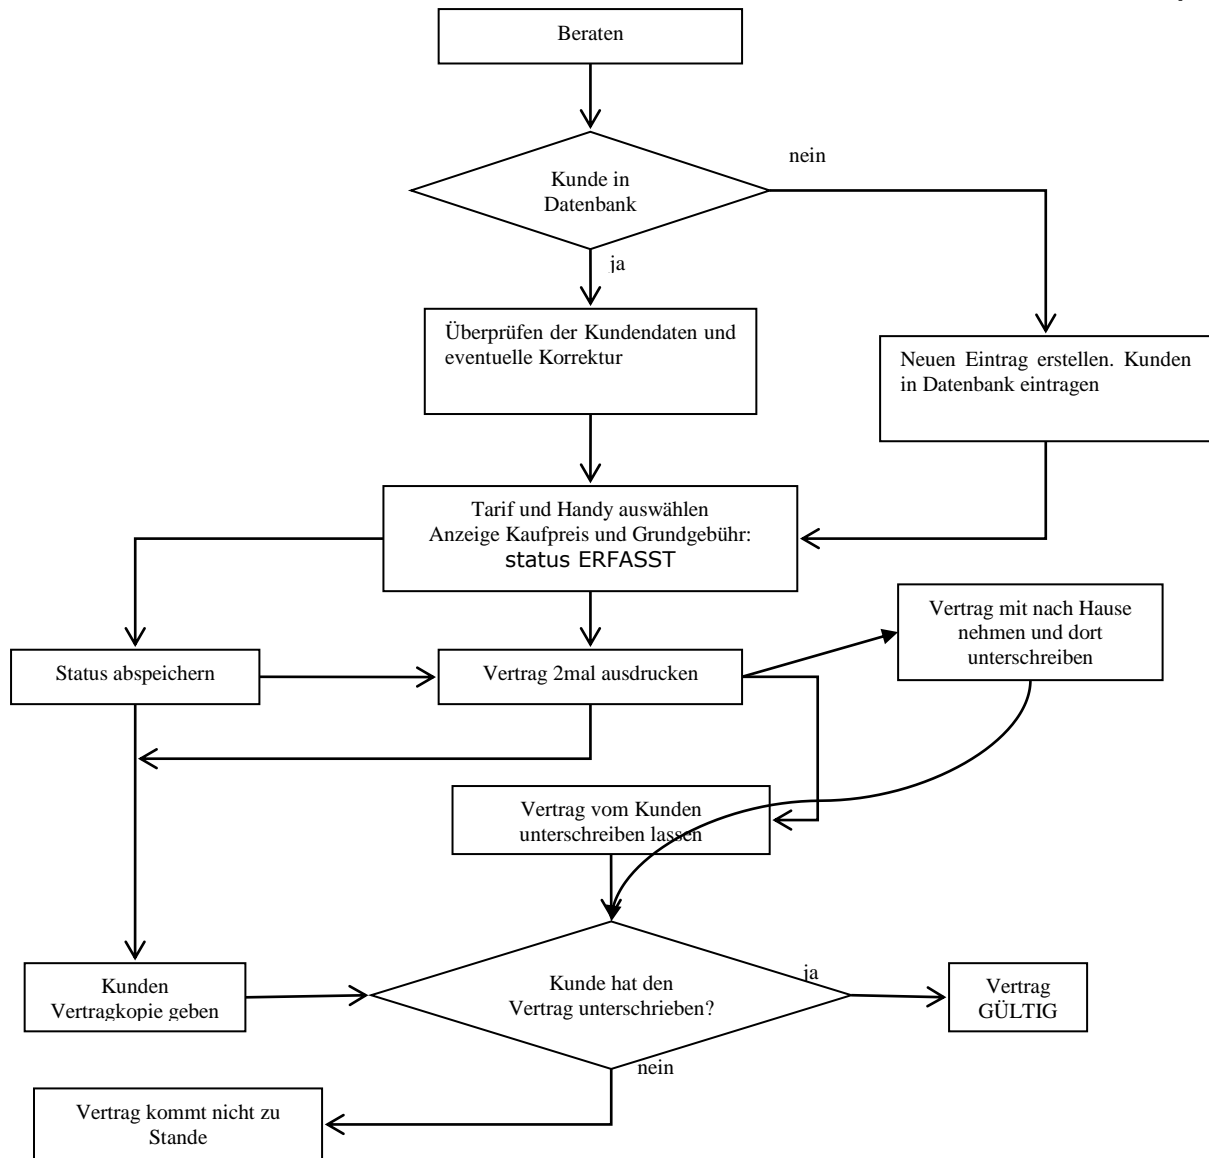 Beraten
nein
Kunde in
Datenbank
ja
Überprüfen der Kundendaten und
eventuelle Korrektur
Neuen Eintrag erstellen. Kunden
in Datenbank eintragen
Tarif und Handy auswählen
Anzeige Kaufpreis und Grundgebühr:
status ERFASST
Vertrag mit nach Hause
nehmen und dort
unterschreiben
Status abspeichern
Vertrag 2mal ausdrucken
Vertrag vom Kunden
unterschreiben lassen
Kunden
Vertragkopie geben
Kunde hat den
Vertrag unterschrieben?
ja
Vertrag
GÜLTIG
nein
Vertrag kommt nicht zu
Stande